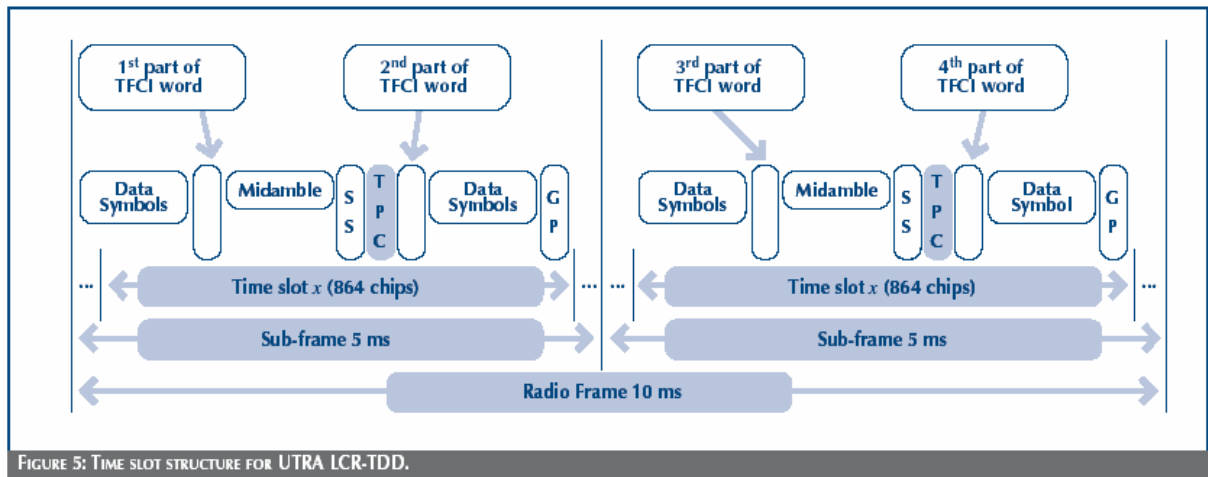 1st part of TFCI word
2nd part of TFCI word
3rd part of TFCI word
4th part of TFCI word
Data Symbols
Midamble
S S
T P C
Data Symbols
G P
Data Symbols
Midamble
S S
T P C
Data Symbol
G P
... Time slot x (864 chips) ... ... Time slot x (864 chips) ...
Sub-frame 5 ms
Sub-frame 5 ms
Radio Frame 10 ms
FIGURE 5: TIME SLOT STRUCTURE FOR UTRA LCR-TDD.